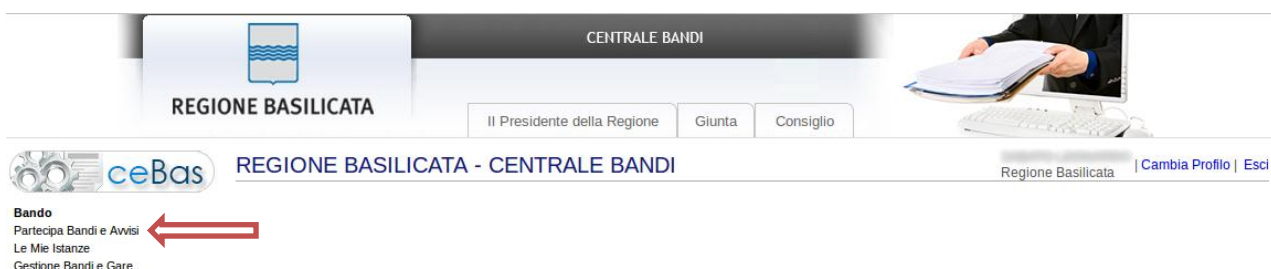 CENTRALE BANDI
REGIONE BASILICATA
Il Presidente della Regione
Giunta
Consiglio
ceBas
REGIONE BASILICATA - CENTRALE BANDI
Regione Basilicata
| Cambia Profilo | Esci
Bando
Partecipa Bandi e Avvisi
Le Mie Istanze
Gestione Bandi e Gare